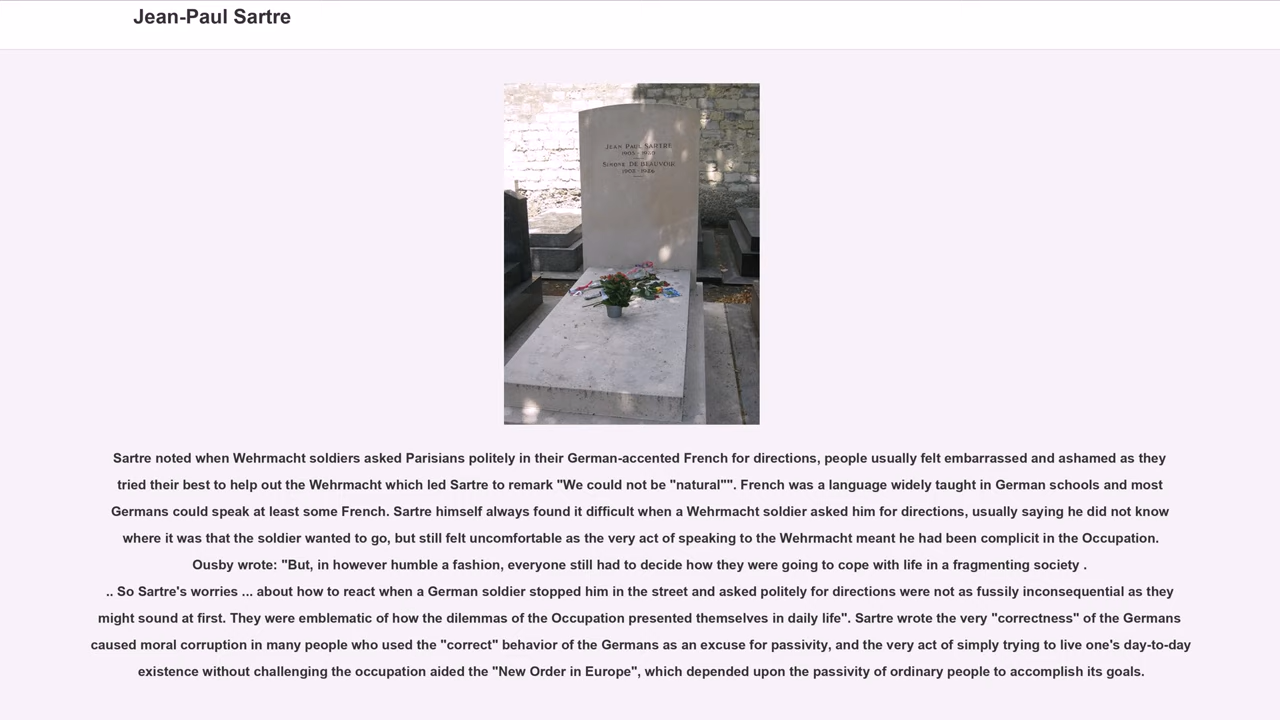 Jean-Paul Sartre
JEAN PAUL SARTRE
1905-1980
SIMONE DE BEAUVOIR
1908-1986
Sartre noted when Wehrmacht soldiers asked Parisians politely in their German-accented French for directions, people usually felt embarrassed and ashamed as they
tried their best to help out the Wehrmacht which led Sartre to remark "We could not be "natural"". French was a language widely taught in German schools and most
Germans could speak at least some French. Sartre himself always found it difficult when a Wehrmacht soldier asked him for directions, usually saying he did not know
where it was that the soldier wanted to go, but still felt uncomfortable as the very act of speaking to the Wehrmacht meant he had been complicit in the Occupation.
Ousby wrote: "But, in however humble a fashion, everyone still had to decide how they were going to cope with life in a fragmenting society .
.. So Sartre's worries ... about how to react when a German soldier stopped him in the street and asked politely for directions were not as fussily inconsequential as they
might sound at first. They were emblematic of how the dilemmas of the Occupation presented themselves in daily life". Sartre wrote the very "correctness" of the Germans
caused moral corruption in many people who used the "correct" behavior of the Germans as an excuse for passivity, and the very act of simply trying to live one's day-to-day
existence without challenging the occupation aided the "New Order in Europe", which depended upon the passivity of ordinary people to accomplish its goals.